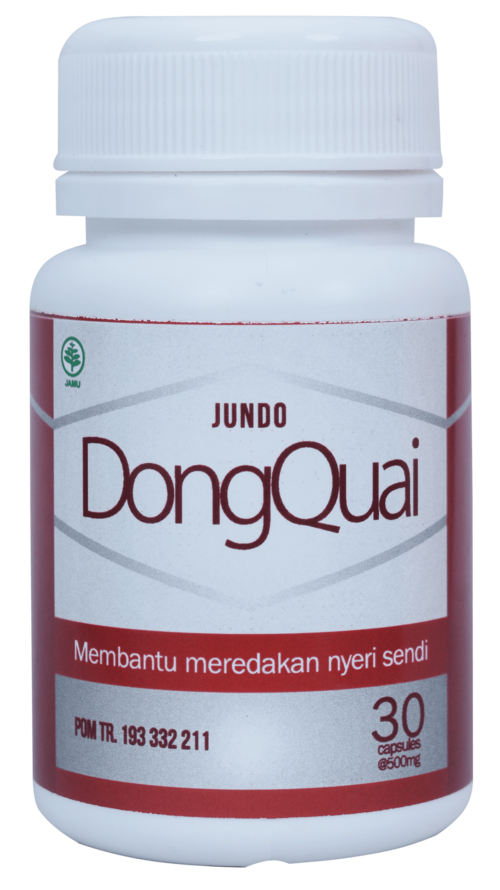 JAMU
JUNDO
DongQuai
Membantu meredakan nyeri sendi
POM TR. 193 332 211
30
capsules
@500mg